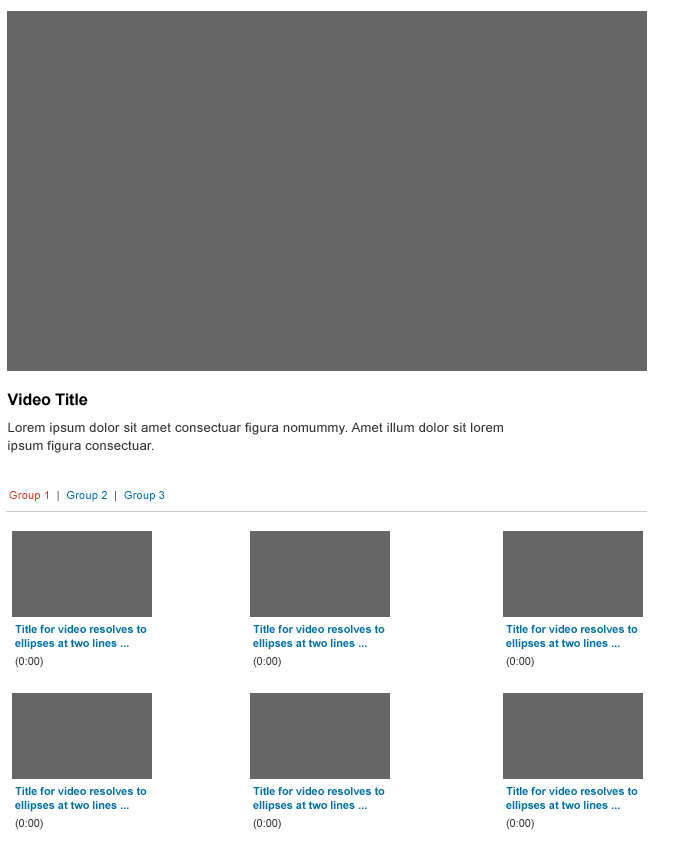 Video Title
Lorem ipsum dolor sit amet consectuar figura nomummy. Amet illum dolor sit lorem
ipsum figura consectuar.
Group 1 | Group 2 | Group 3
Title for video resolves to
ellipses at two lines ...
(0:00)
Title for video resolves to
ellipses at two lines ...
(0:00)
Title for video resolves to
ellipses at two lines ...
(0:00)
Title for video resolves to
ellipses at two lines ...
(0:00)
Title for video resolves to
ellipses at two lines ...
(0:00)
Title for video resolves to
ellipses at two lines ...
(0:00)